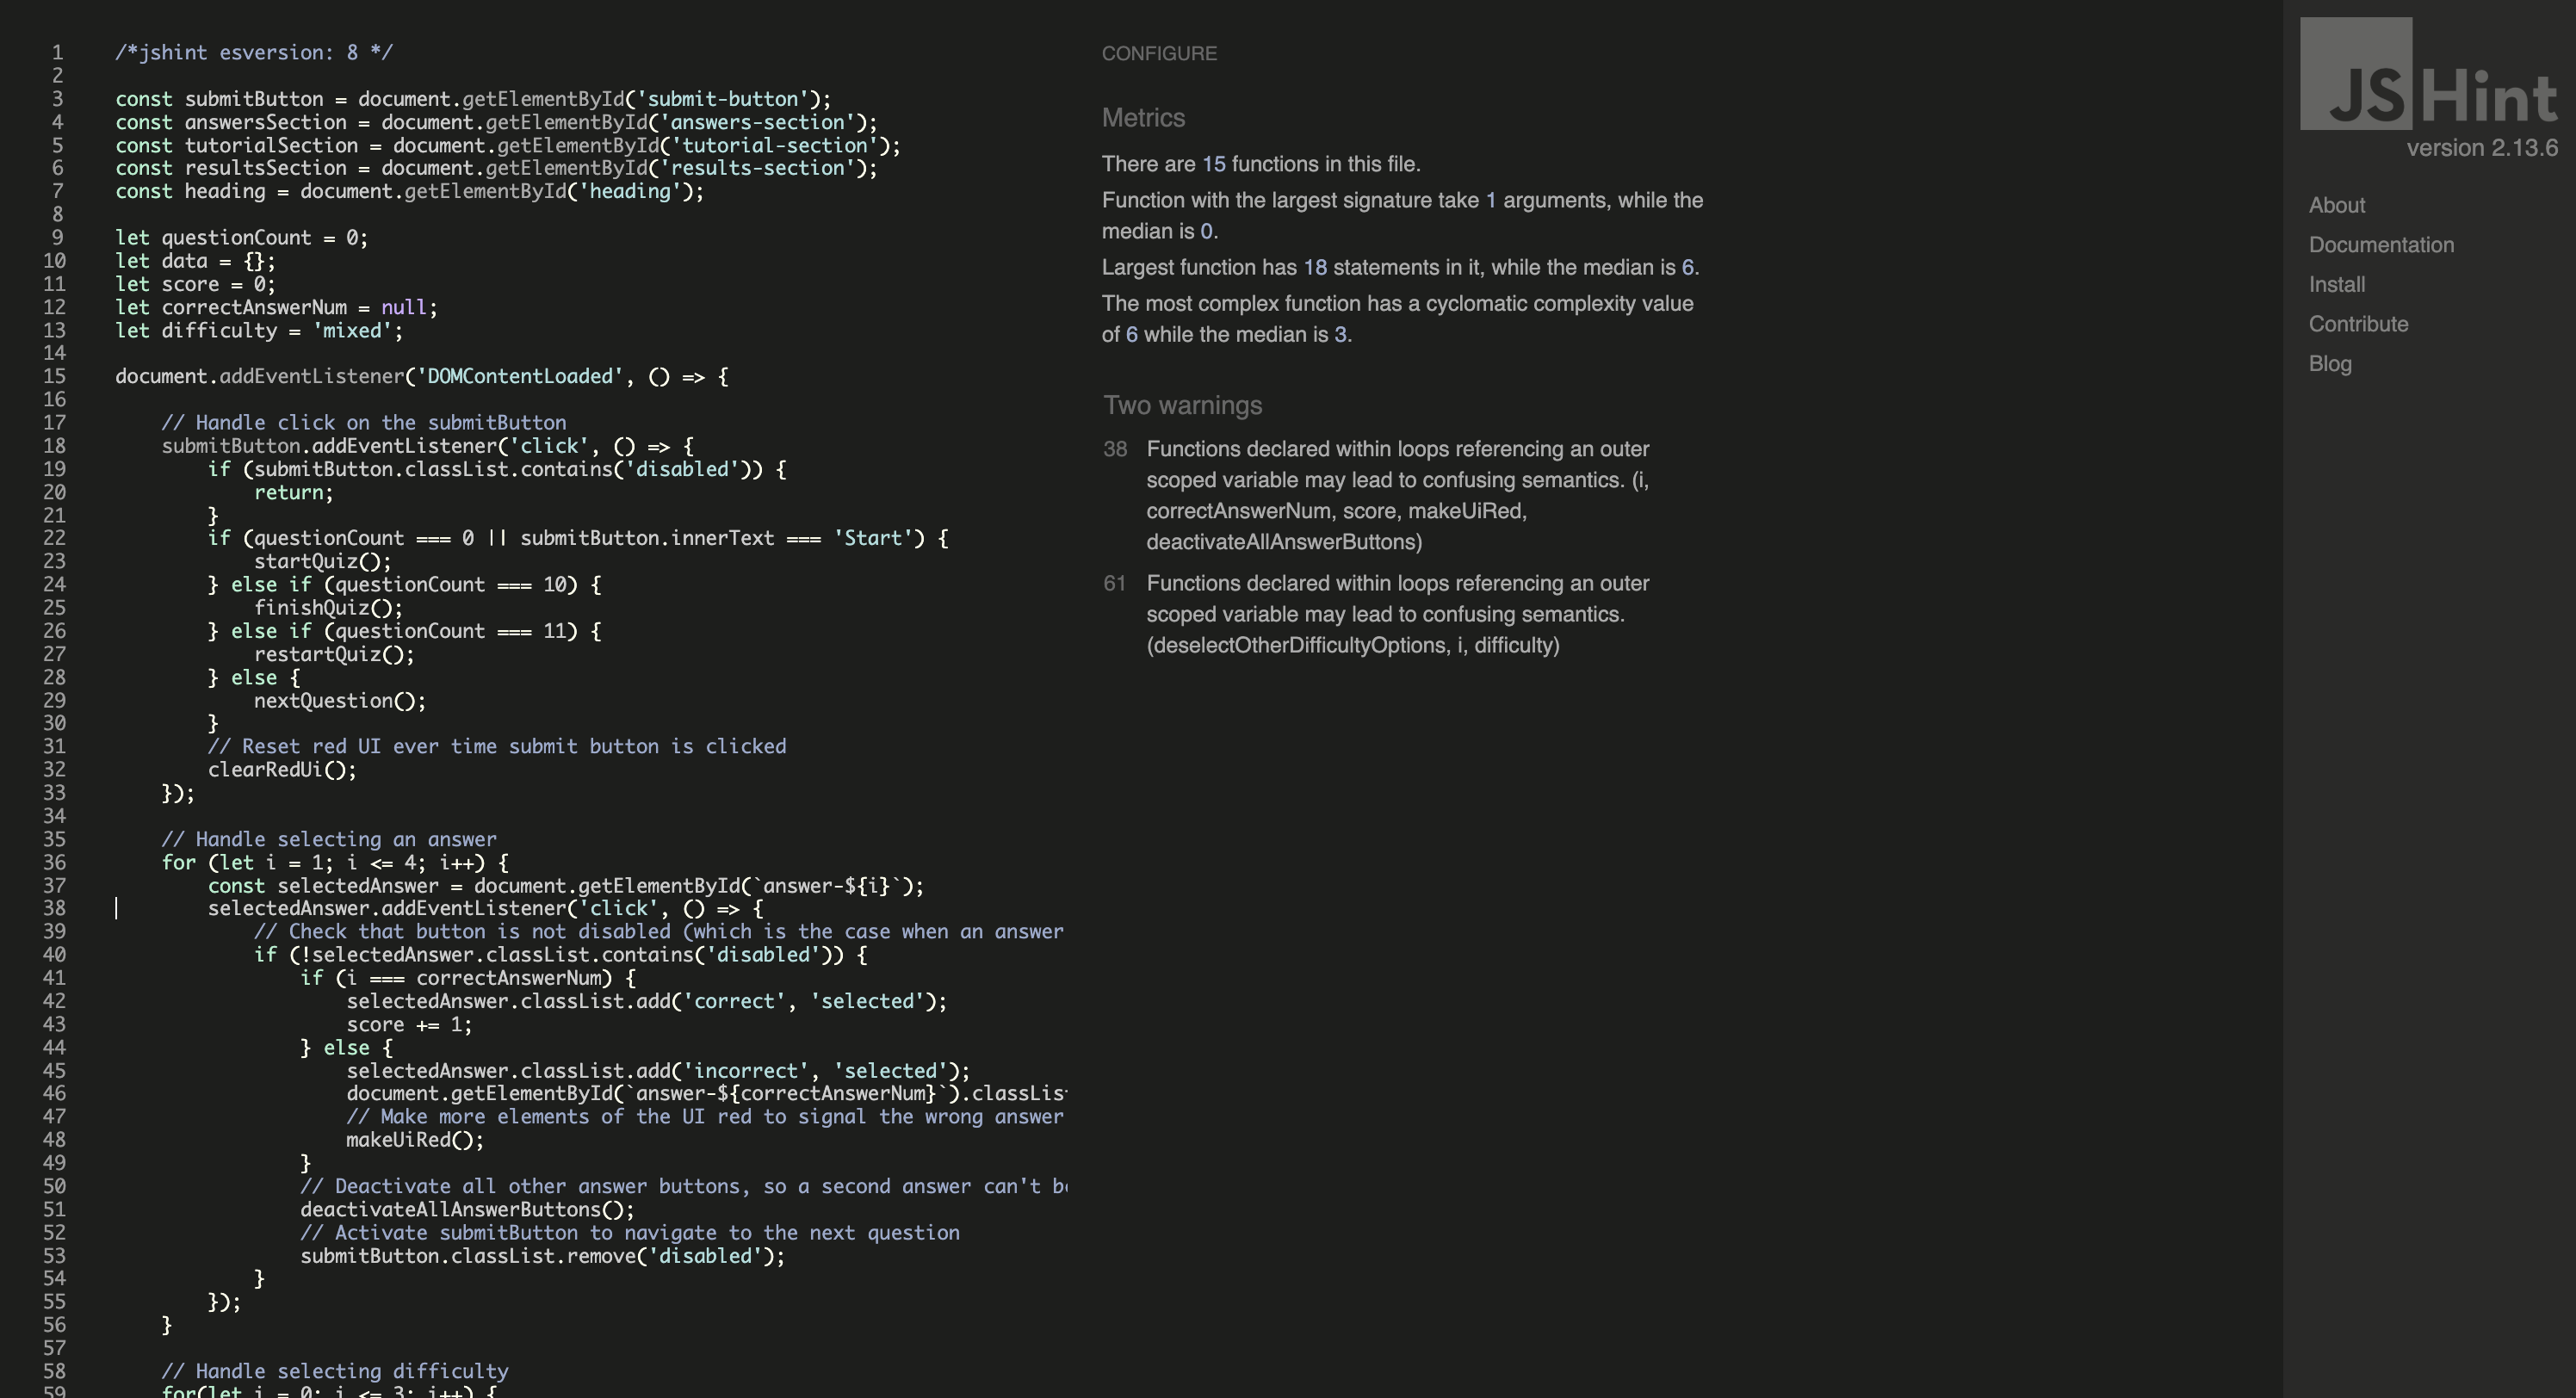 1 /*jshint esversion: 8 */
2
3 const submitButton = document.getElementById('submit-button');
4 const answersSection = document.getElementById('answers-section');
5 const tutorialSection = document.getElementById('tutorial-section');
6 const resultsSection = document.getElementById('results-section');
7 const heading = document.getElementById('heading');
8
9 let questionCount = 0;
10 let data = {};
11 let score = 0;
12 let correctAnswerNum = null;
13 let difficulty = 'mixed';
14
15 document.addEventListener('DOMContentLoaded', () => {
16
17 // Handle click on the submitButton
18 submitButton.addEventListener('click', () => {
19 if (submitButton.classList.contains('disabled')) {
20 return;
21 }
22 if (questionCount === 0 || submitButton.innerText === 'Start') {
23 startQuiz();
24 } else if (questionCount === 10) {
25 finishQuiz();
26 } else if (questionCount === 11) {
27 restartQuiz();
28 } else {
29 nextQuestion();
30 }
31 // Reset red UI ever time submit button is clicked
32 clearRedUi();
33 });
34
35 // Handle selecting an answer
36 for (let i = 1; i <= 4; i++) {
37 const selectedAnswer = document.getElementById(`answer-${i}`);
38 selectedAnswer.addEventListener('click', () => {
39 // Check that button is not disabled (which is the case when an answer
40 if (!selectedAnswer.classList.contains('disabled')) {
41 if (i === correctAnswerNum) {
42 selectedAnswer.classList.add('correct', 'selected');
43 score += 1;
44 } else {
45 selectedAnswer.classList.add('incorrect', 'selected');
46 document.getElementById(`answer-${correctAnswerNum}`).classLis
47 // Make more elements of the UI red to signal the wrong answer
48 makeUiRed();
49 }
50 // Deactivate all other answer buttons, so a second answer can't b
51 deactivateAllAnswerButtons();
52 // Activate submitButton to navigate to the next question
53 submitButton.classList.remove('disabled');
54 }
55 });
56 }
57
58 // Handle selecting difficulty
59 for(let i = 0; i <= 3; i++) {
CONFIGURE
Metrics
There are 15 functions in this file.
Function with the largest signature take 1 arguments, while the
median is 0.
Largest function has 18 statements in it, while the median is 6.
The most complex function has a cyclomatic complexity value
of 6 while the median is 3.
Two warnings
38 Functions declared within loops referencing an outer
scoped variable may lead to confusing semantics. (i,
correctAnswerNum, score, makeUiRed,
deactivateAllAnswerButtons)
61 Functions declared within loops referencing an outer
scoped variable may lead to confusing semantics.
(deselectOtherDifficultyOptions, i, difficulty)
JSHint
version 2.13.6
About
Documentation
Install
Contribute
Blog